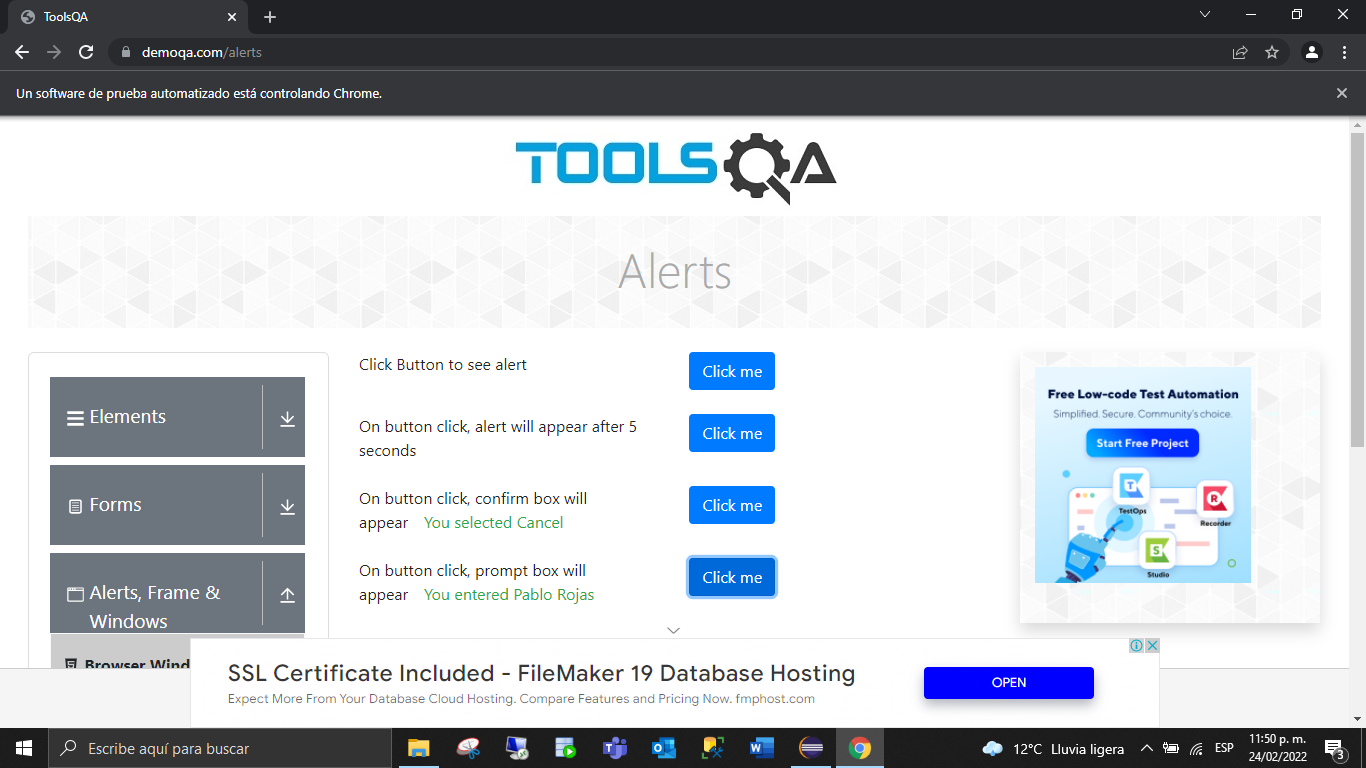 ToolsQA
demoqa.com/alerts
Un software de prueba automatizado está controlando Chrome.
TOOLSQA
Alerts
Elements
Forms
Alerts, Frame &
Windows
Browser Wind
Click Button to see alert
Click me
On button click, alert will appear after 5
seconds
Click me
On button click, confirm box will
appear You selected Cancel
Click me
On button click, prompt box will
appear You entered Pablo Rojas
Click me
Free Low-code Test Automation
Simplified. Secure. Community's choice.
Start Free Project
TestOps
Recorder
Studio
SSL Certificate Included - FileMaker 19 Database Hosting
Expect More From Your Database Cloud Hosting. Compare Features and Pricing Now. fmphost.com
OPEN
Escribe aquí para buscar
12°C Lluvia ligera
ESP
11:50 p. m.
24/02/2022
3